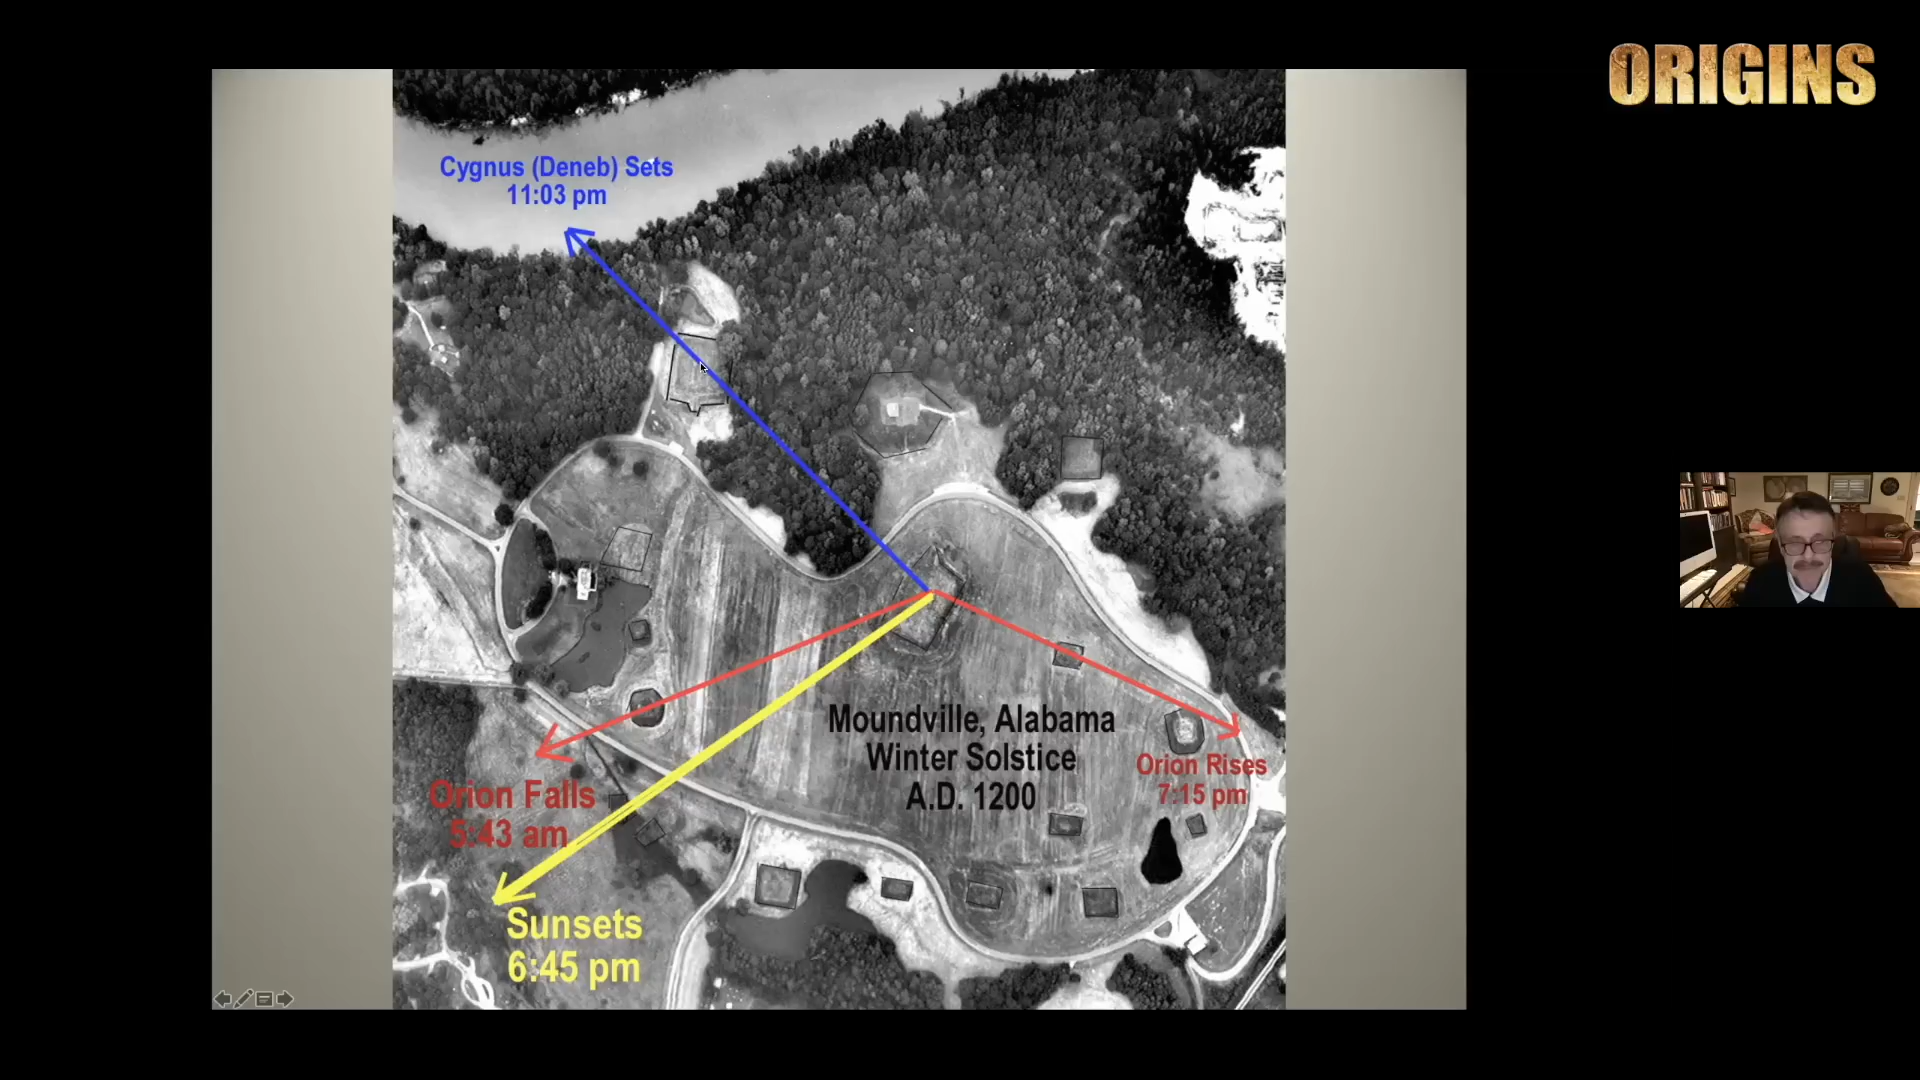 ORIGINS
Cygnus (Deneb) Sets
11:03 pm
Moundville, Alabama
Winter Solstice
A.D. 1200
Orion Rises
7:15 pm
Orion Falls
5:43 am
Sunsets
6:45 pm